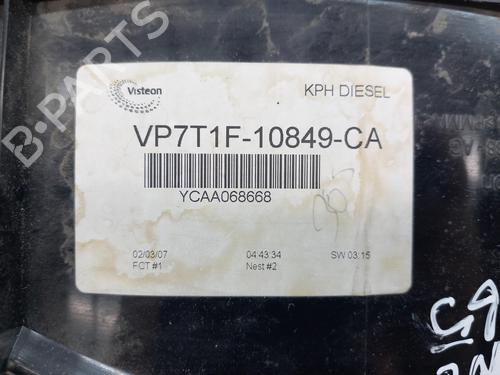 Visteon
KPH DIESEL
VP7T1F-10849-CA
YCAA068668
02/03/07 04:43:34 SW 03.15
FCT #1 Nest #2
B-PARTS